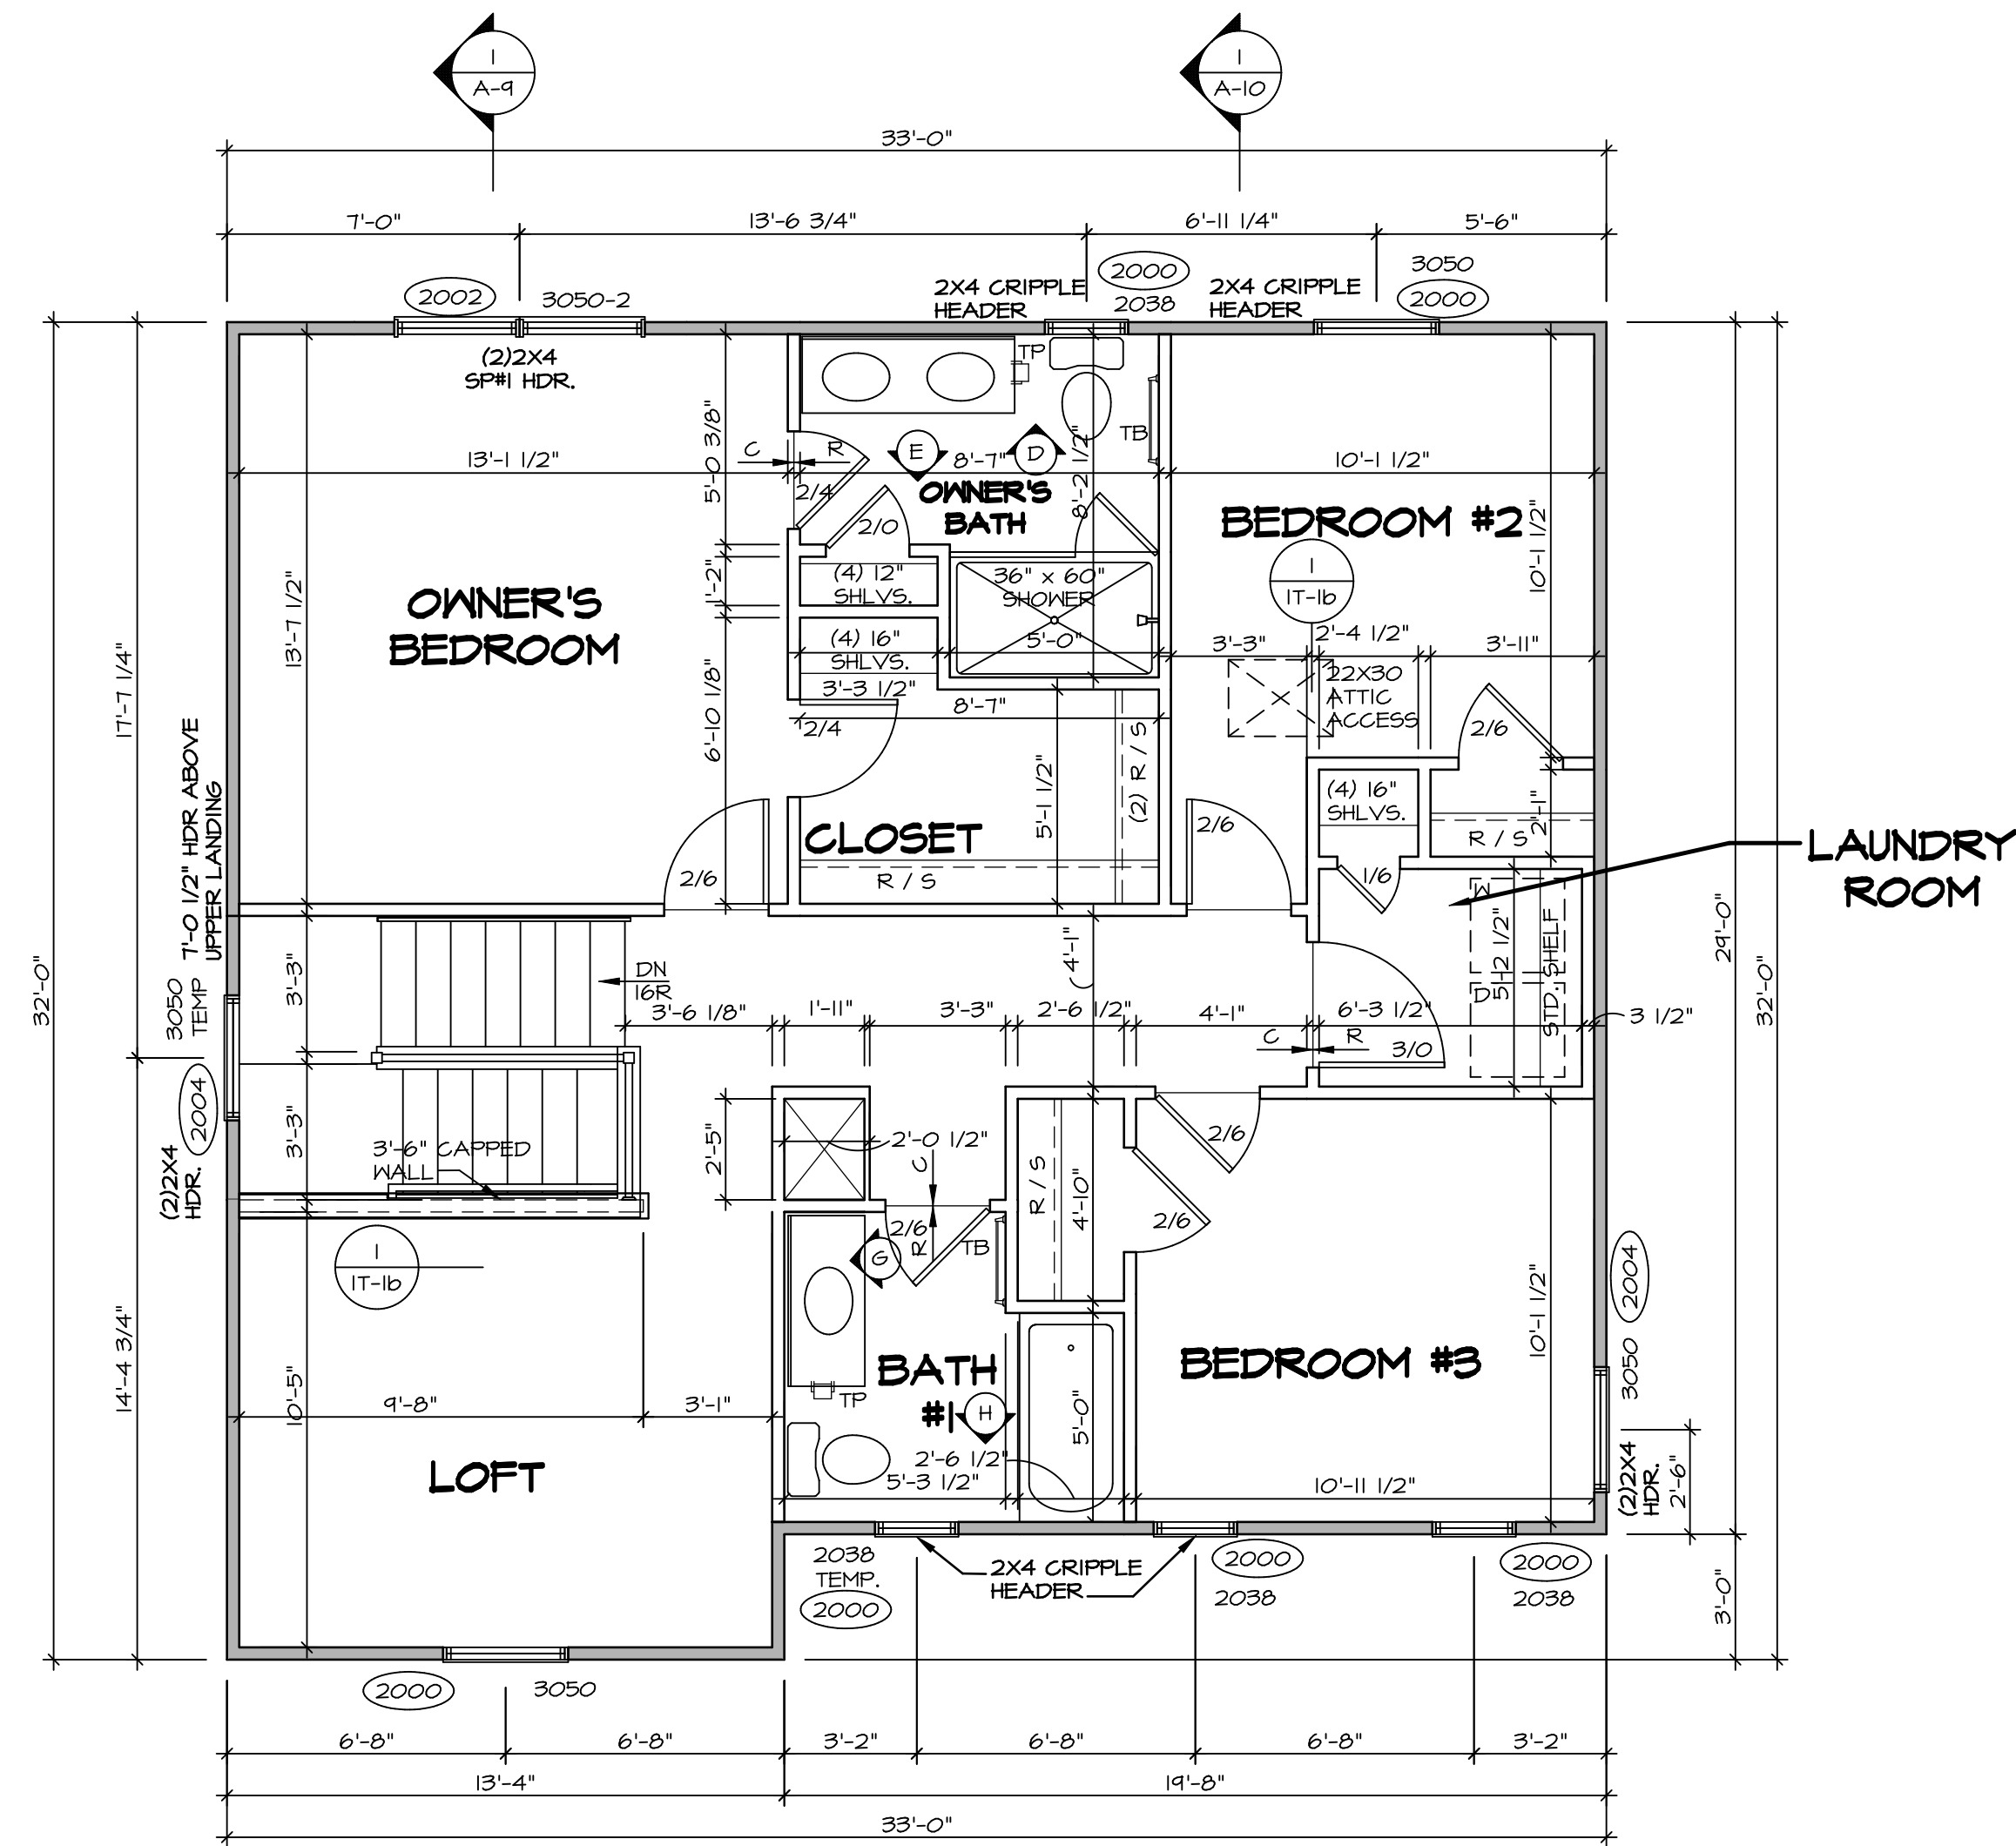 1
A-9
1
A-10
33'-0"
7'-0"
13'-6 3/4"
6'-11 1/4"
5'-6"
2002
3050-2
2X4 CRIPPLE
HEADER
2000
2038
2X4 CRIPPLE
HEADER
3050
2000
(2)2X4
SP#1 HDR.
TP
TB
C
R
E
D
13'-1 1/2"
5'-0 3/8"
8'-7"
8'-2 1/2"
10'-1 1/2"
2/4
OWNER'S
BATH
2/0
BEDROOM #2
10'-1 1/2"
1
1T-1b
(4) 12"
SHLVS.
36" x 60"
SHOWER
1'-2"
13'-7 1/2"
OWNER'S
BEDROOM
(4) 16"
SHLVS.
5'-0"
3'-3"
2'-4 1/2"
3'-11"
22X30
ATTIC
ACCESS
3'-3 1/2"
8'-7"
2/4
2/6
6'-10 1/8"
17'-7 1/4"
7'-0 1/2" HDR ABOVE
UPPER LANDING
5'-1 1/2"
(2) R / S
(4) 16"
SHLVS.
R / S
2'-1"
CLOSET
R / S
2/6
2/6
1/6
LAUNDRY
ROOM
W
D
5'-2 1/2"
STD. SHELF
32'-0"
29'-0"
32'-0"
3050
TEMP
3'-3"
DN
16R
4'-1"
3'-6 1/8"
1'-11"
3'-3"
2'-6 1/2"
4'-1"
6'-3 1/2"
3 1/2"
C
R
3/0
2004
(2)2X4
HDR.
3'-3"
3'-6" CAPPED
WALL
2'-5"
2'-0 1/2"
C
R
2/6
TB
G
R / S
4'-10"
2/6
2/6
1
1T-1b
14'-4 3/4"
10'-5"
9'-8"
3'-1"
TP
BATH
#1
H
5'-0"
BEDROOM #3
10'-1 1/2"
2004
3050
(2)2X4
HDR.
2'-6"
LOFT
2'-6 1/2"
5'-3 1/2"
10'-11 1/2"
2038
TEMP.
2000
2X4 CRIPPLE
HEADER
2000
2038
2000
2038
3'-0"
2000
3050
6'-8"
6'-8"
3'-2"
6'-8"
6'-8"
3'-2"
13'-4"
19'-8"
33'-0"